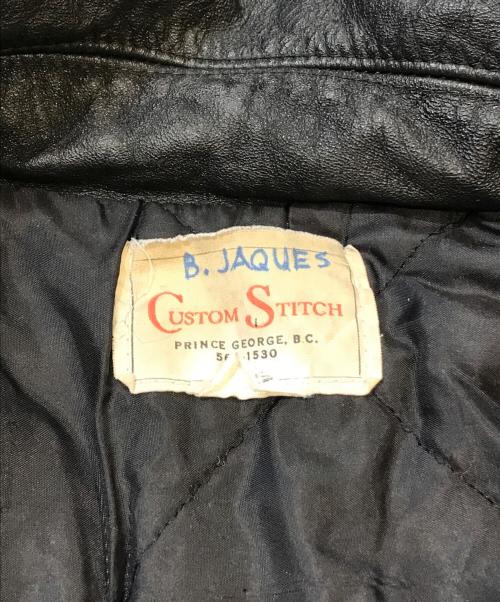 B. JAQUES
CUSTOM STITCH
PRINCE GEORGE, B.C.